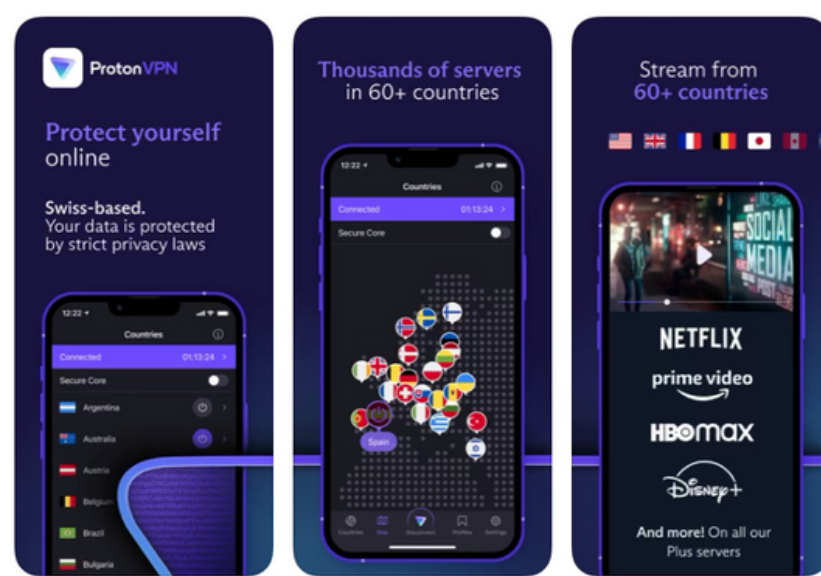 ProtonVPN
Protect yourself
online
Swiss-based.
Your data is protected
by strict privacy laws
12:22
Countries
Connected 01:13:24
Secure Core
Argentina
Australia
Austria
Belgium
Brazil
Bulgaria
Thousands of servers
in 60+ countries
12:22
Countries
Connected 01:13:24
Secure Core
Spain
Countries Map Disconnect Profiles Settings
Stream from
60+ countries
SOCIAL
MEDIA
POST
NETFLIX
prime video
HBOMAX
Disney+
And more! On all our
Plus servers